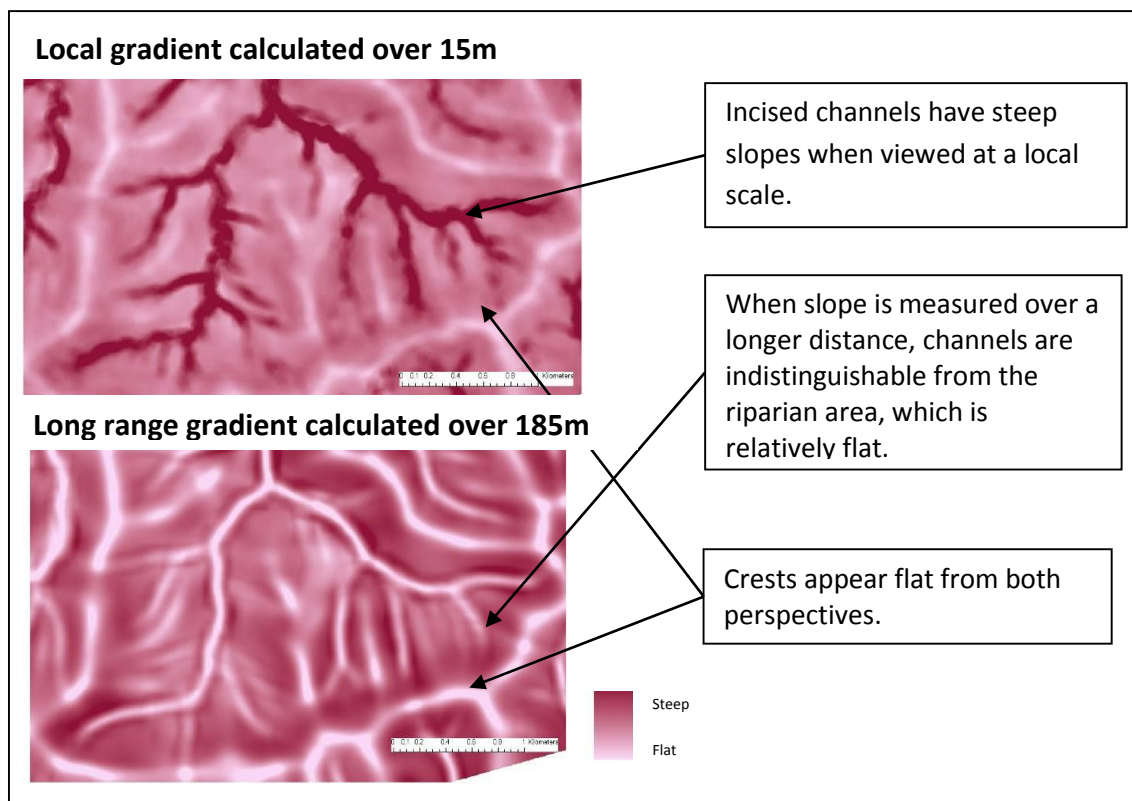 Local gradient calculated over 15m
Incised channels have steep
slopes when viewed at a local
scale.
When slope is measured over a
longer distance, channels are
indistinguishable from the
riparian area, which is
relatively flat.
0 0.1 0.2 0.4 0.6 0.8 1 Kilometers
Long range gradient calculated over 185m
Crests appear flat from both
perspectives.
Steep
Flat
0 0.1 0.2 0.4 0.6 0.8 1 Kilometers